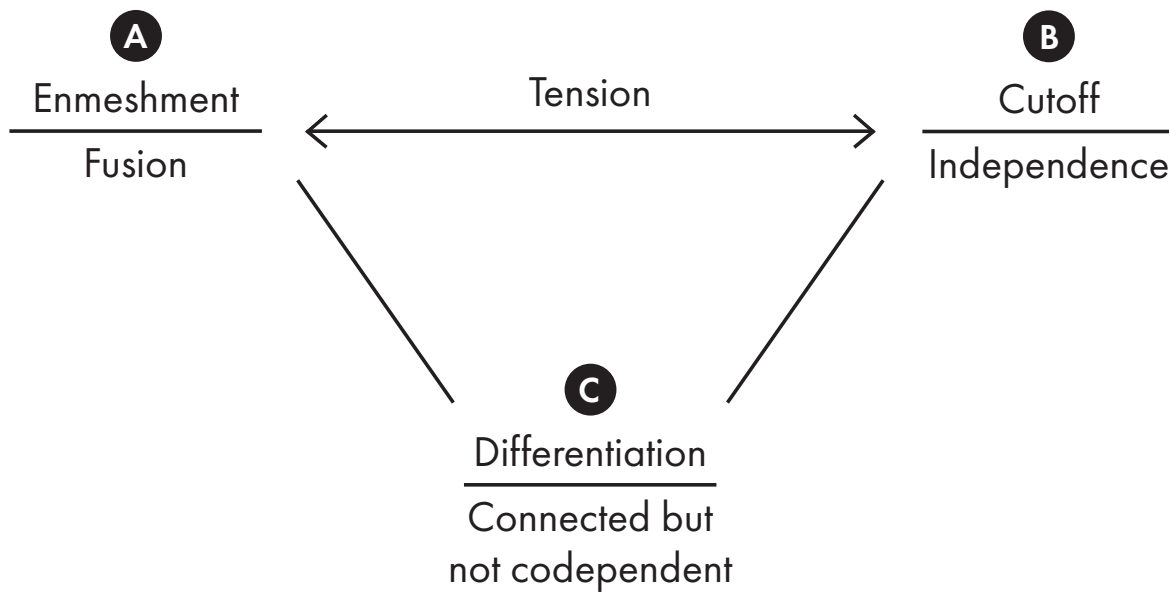 A
Enmeshment
Fusion
Tension
B
Cutoff
Independence
C
Differentiation
Connected but
not codependent